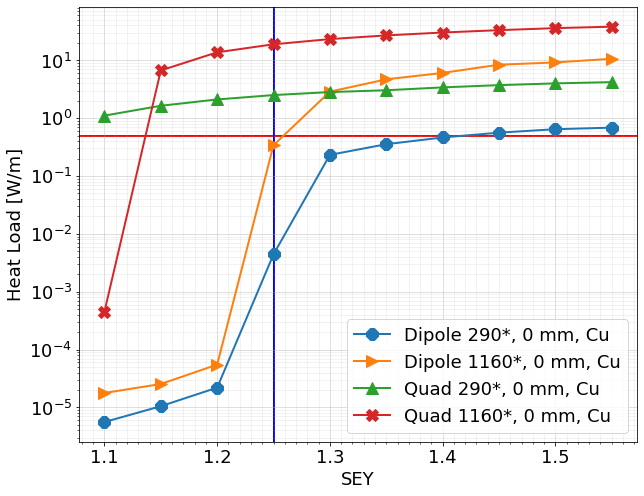 Heat Load [W/m]
10¹
10⁰
10⁻¹
10⁻²
10⁻³
10⁻⁴
10⁻⁵
Dipole 290*, 0 mm, Cu
Dipole 1160*, 0 mm, Cu
Quad 290*, 0 mm, Cu
Quad 1160*, 0 mm, Cu
1.1 1.2 1.3 1.4 1.5
SEY